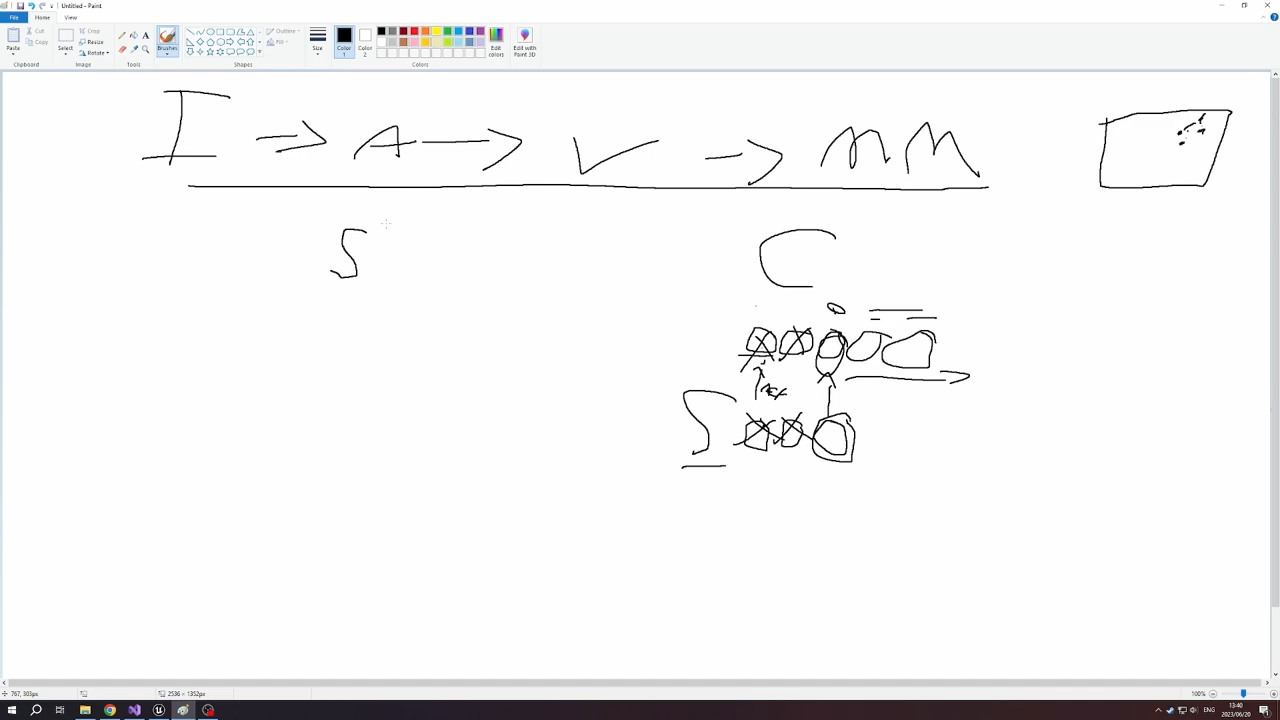 Untitled - Paint
File Home View
Paste Cut Copy Clipboard
Select Crop Resize Rotate Image
Tools
Brushes
Outline Fill Shapes
Size
Color 1 Color 2 Edit colors Colors
Edit with Paint 3D
I ⇒ A → V → MM
S C
S
767, 303px 2536 × 1352px 100%
ENG 13:40 2023/06/20